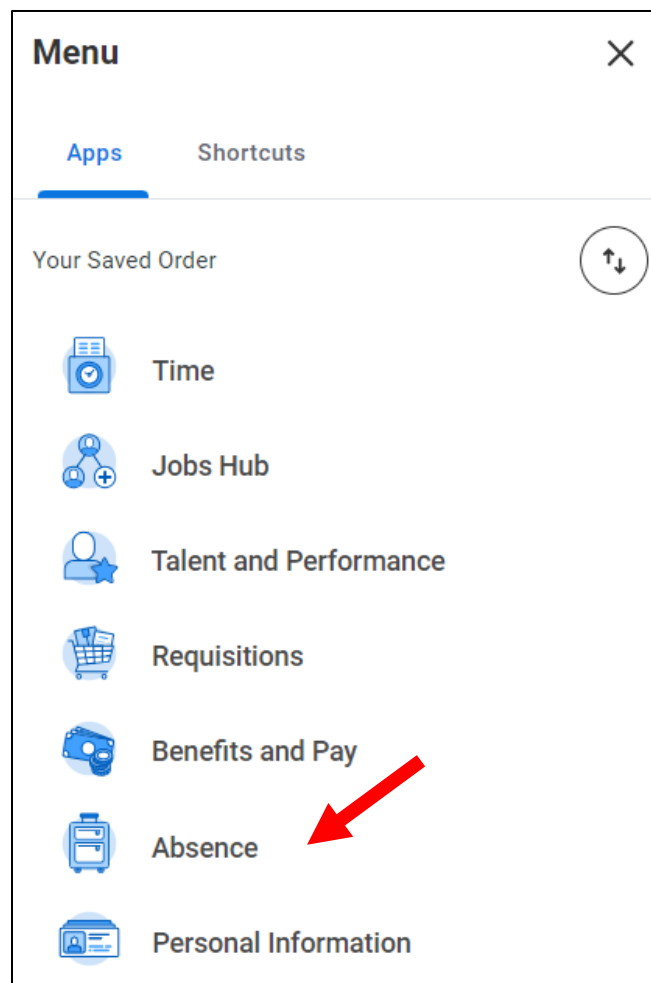 Menu
Apps Shortcuts
Your Saved Order
Time
Jobs Hub
Talent and Performance
Requisitions
Benefits and Pay
Absence
Personal Information